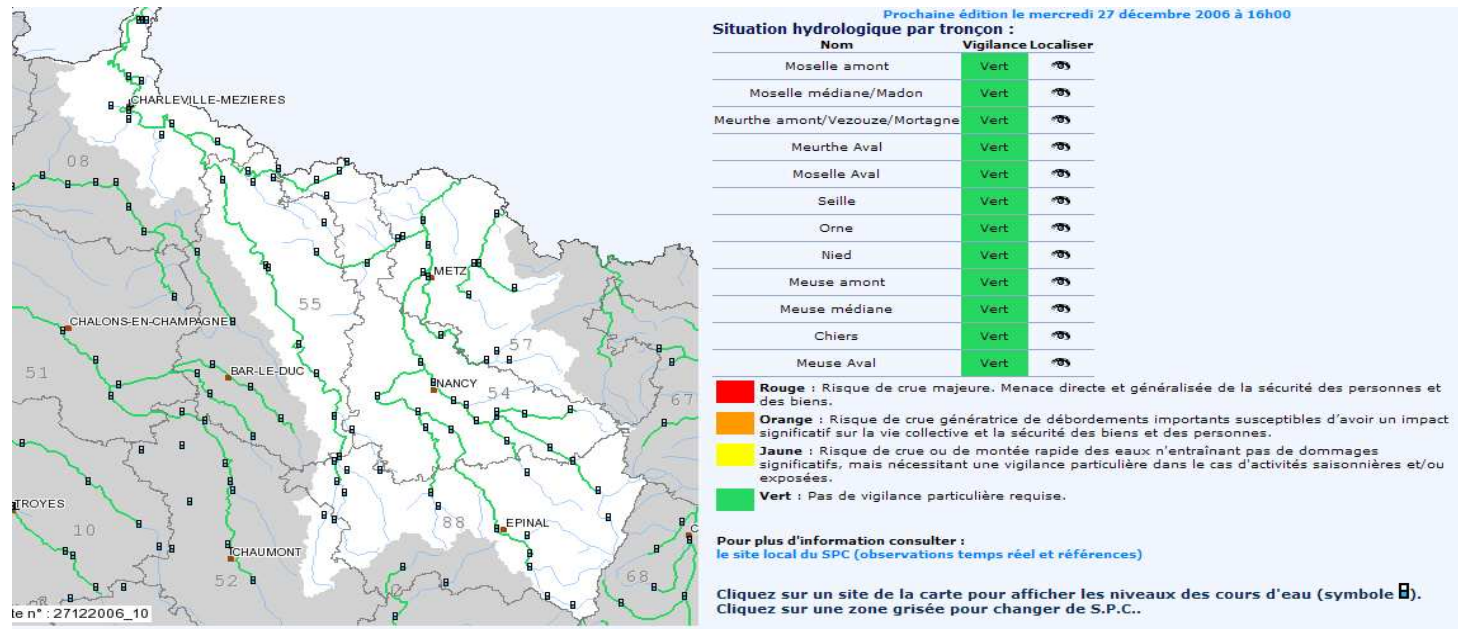 Prochaine édition le mercredi 27 décembre 2006 à 16h00
Situation hydrologique par tronçon :
Nom Vigilance Localiser
Moselle amont Vert
Moselle médiane/Madon Vert
Meurthe amont/Vezouze/Mortagne Vert
Meurthe Aval Vert
Moselle Aval Vert
Seille Vert
Orne Vert
Nied Vert
Meuse amont Vert
Meuse médiane Vert
Chiers Vert
Meuse Aval Vert
Rouge : Risque de crue majeure. Menace directe et généralisée de la sécurité des personnes et
des biens.
Orange : Risque de crue génératrice de débordements importants susceptibles d'avoir un impact
significatif sur la vie collective et la sécurité des biens et des personnes.
Jaune : Risque de crue ou de montée rapide des eaux n'entraînant pas de dommages
significatifs, mais nécessitant une vigilance particulière dans le cas d'activités saisonnières et/ou
exposées.
Vert : Pas de vigilance particulière requise.
Pour plus d'information consulter :
le site local du SPC (observations temps réel et références)
Cliquez sur un site de la carte pour afficher les niveaux des cours d'eau (symbole ).
Cliquez sur une zone grisée pour changer de S.P.C..
CHARLEVILLE-MEZIERES
08
METZ
55
CHALONS-EN-CHAMPAGNE
57
51
BAR-LE-DUC
NANCY
54
67
TROYES
10
88
EPINAL
C
CHAUMONT
52
68
te n° : 27122006_10